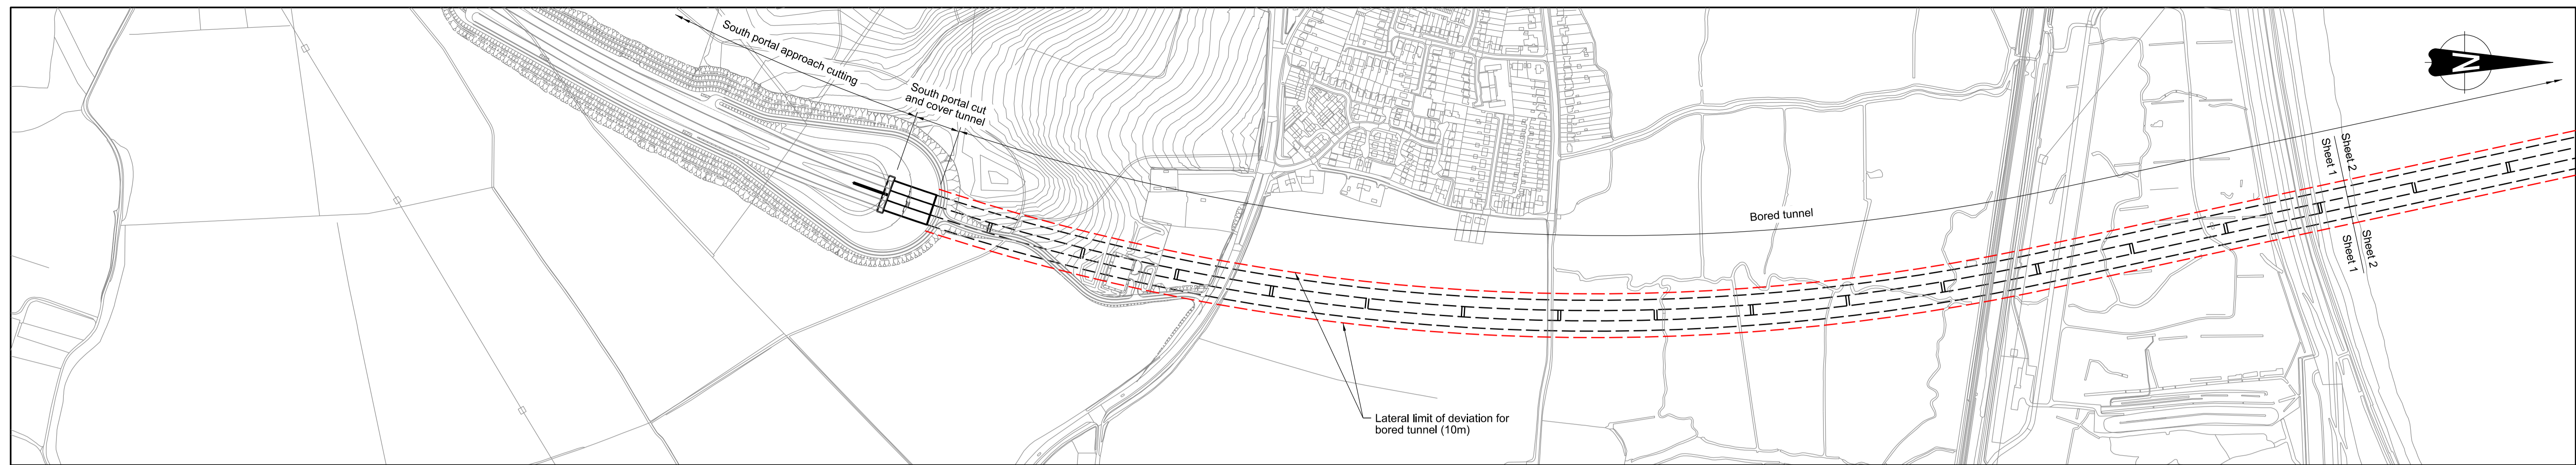 South portal approach cutting
South portal cut
and cover tunnel
Bored tunnel
Sheet 1
Sheet 2
Sheet 1
Sheet 2
N
Lateral limit of deviation for
bored tunnel (10m)